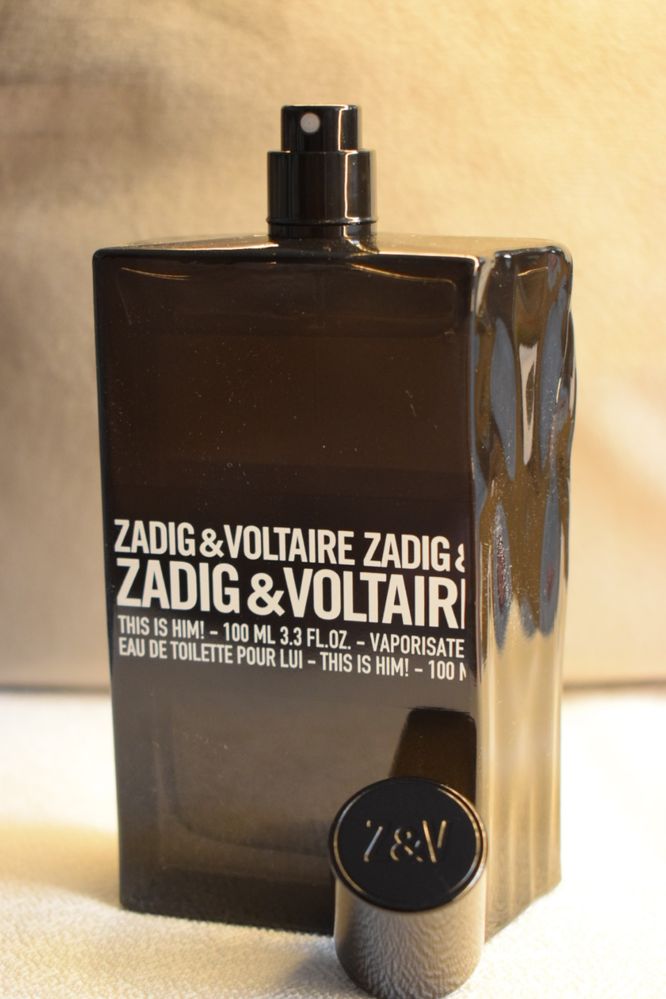 ZADIG &VOLTAIRE ZADIG &
ZADIG &VOLTAIR
THIS IS HIM! – 100 ML 3.3 FL.OZ. – VAPORISATE
EAU DE TOILETTE POUR LUI – THIS IS HIM! – 100 M
Z&V